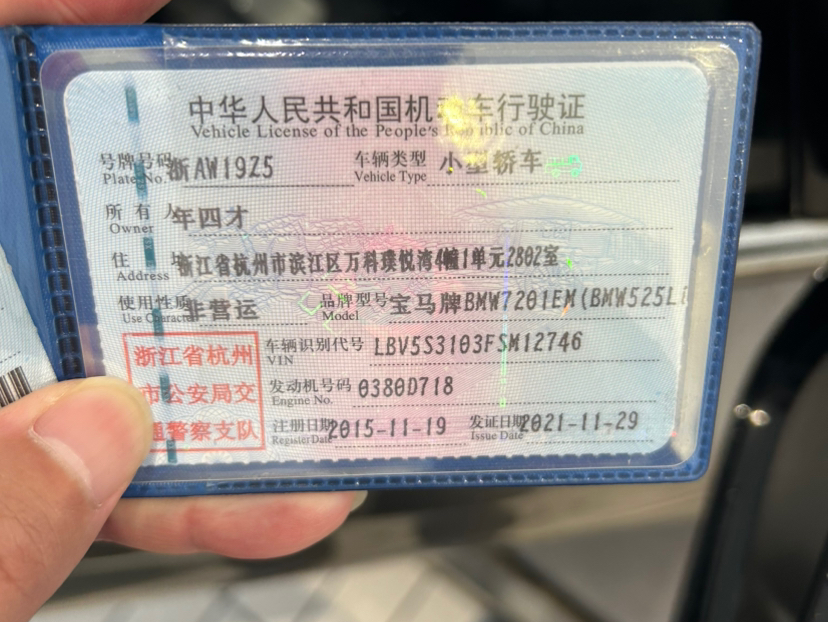 中华人民共和国机动车行驶证
Vehicle License of the People's Republic of China
号牌号码 浙AW19Z5 车辆类型 小型轿车
Plate No. Vehicle Type
所有人 年四才
Owner
住址 浙江省杭州市滨江区万科璞悦湾4幢1单元2802室
Address
使用性质 非营运 品牌型号 宝马牌BMW7201EM(BMW525Li
Use Character Model
浙江省杭州
市公安局交
通警察支队
车辆识别代号 LBV5S3103FSM12746
VIN
发动机号码 0380D718
Engine No.
注册日期 2015-11-19 发证日期 2021-11-29
Register Date Issue Date